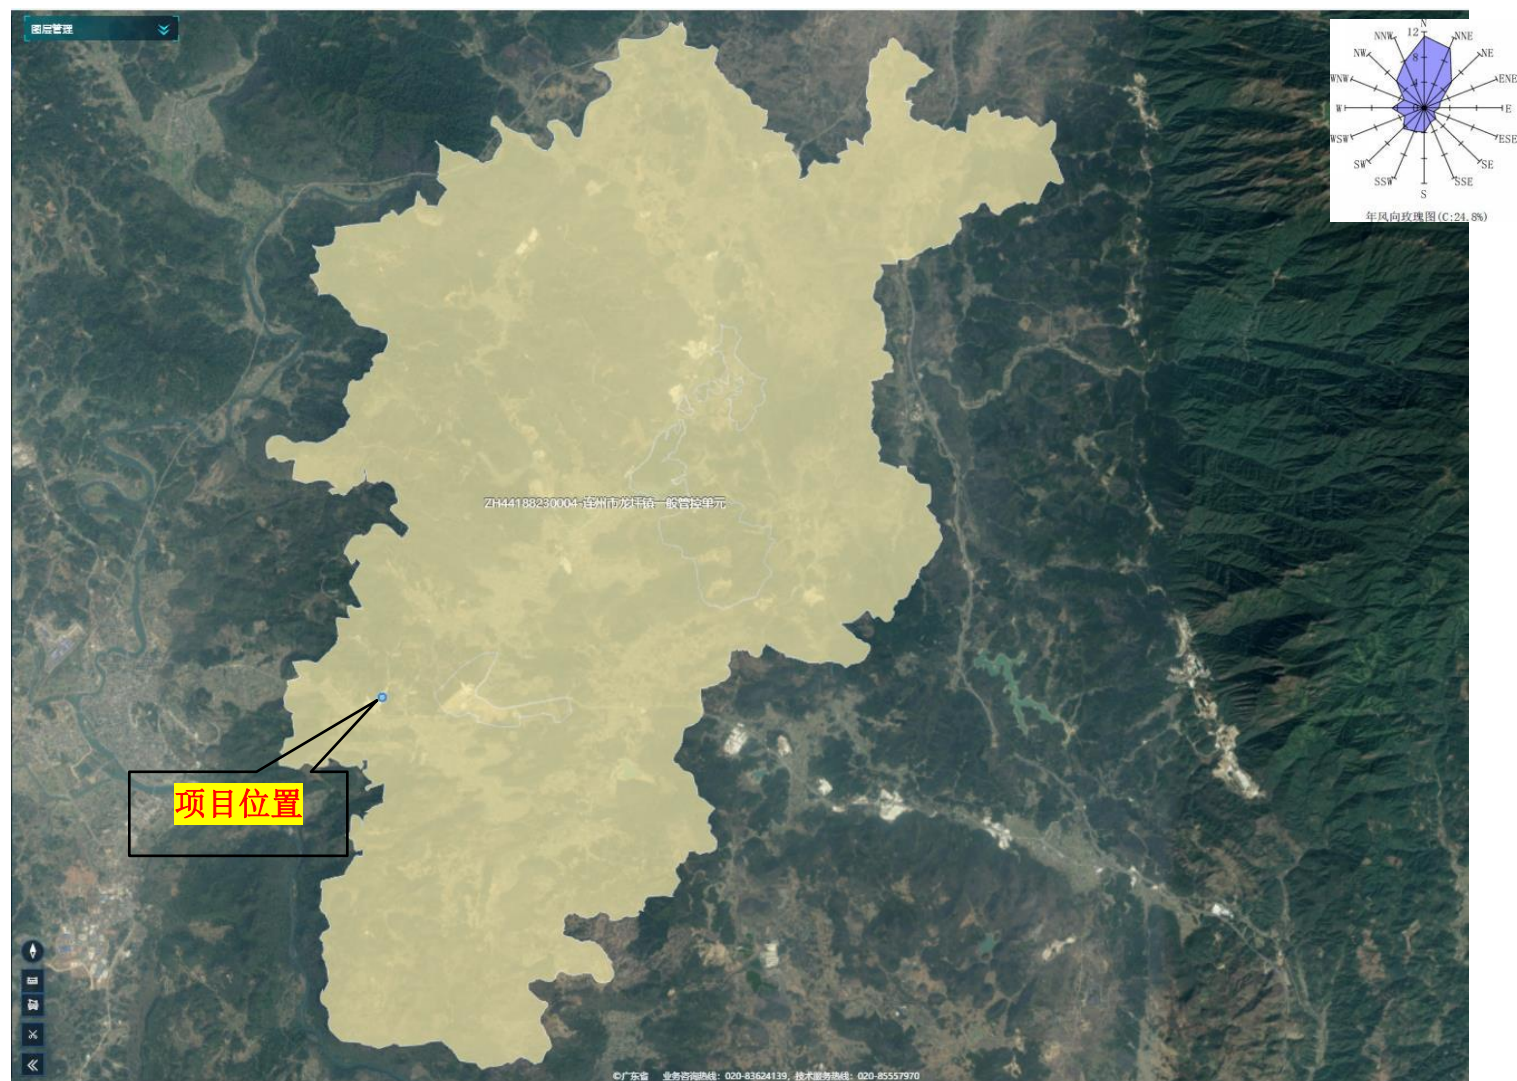 图层管理
N
NNE
NE
ENE
E
ESE
SE
SSE
S
SSW
SW
WSW
W
WNW
NW
NNW
12
8
4
0
年风向玫瑰图(C:24.8%)
ZH44188230004-连州市龙坪镇一般管控单元
项目位置
©广东省 业务咨询热线：020-83624139，技术服务热线：020-85557970